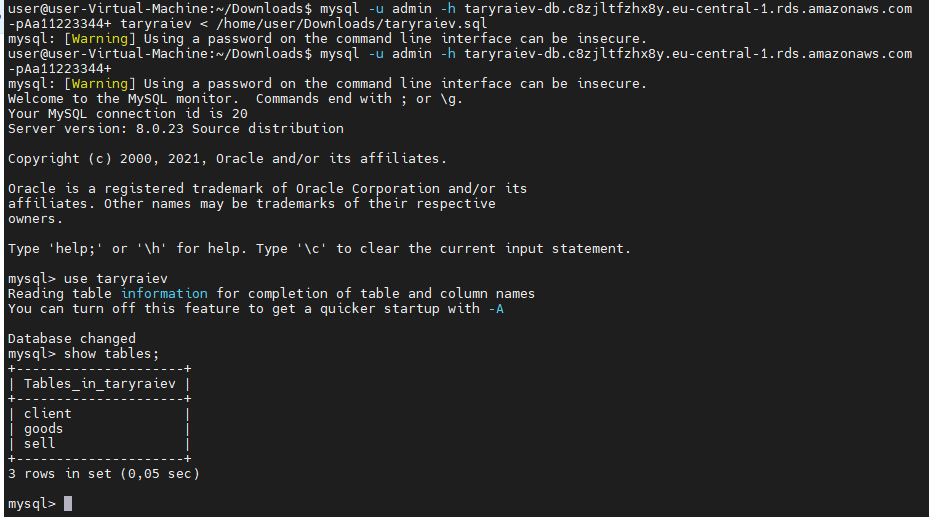 user@user-Virtual-Machine:~/Downloads$ mysql -u admin -h taryraiev-db.c8zjltfzhx8y.eu-central-1.rds.amazonaws.com
-pAa11223344+ taryraiev < /home/user/Downloads/taryraiev.sql
mysql: [Warning] Using a password on the command line interface can be insecure.
user@user-Virtual-Machine:~/Downloads$ mysql -u admin -h taryraiev-db.c8zjltfzhx8y.eu-central-1.rds.amazonaws.com
-pAa11223344+
mysql: [Warning] Using a password on the command line interface can be insecure.
Welcome to the MySQL monitor.  Commands end with ; or \g.
Your MySQL connection id is 20
Server version: 8.0.23 Source distribution

Copyright (c) 2000, 2021, Oracle and/or its affiliates.

Oracle is a registered trademark of Oracle Corporation and/or its
affiliates. Other names may be trademarks of their respective
owners.

Type 'help;' or '\h' for help. Type '\c' to clear the current input statement.

mysql> use taryraiev
Reading table information for completion of table and column names
You can turn off this feature to get a quicker startup with -A

Database changed
mysql> show tables;
+---------------------+
| Tables_in_taryraiev |
+---------------------+
| client              |
| goods               |
| sell                |
+---------------------+
3 rows in set (0,05 sec)

mysql>